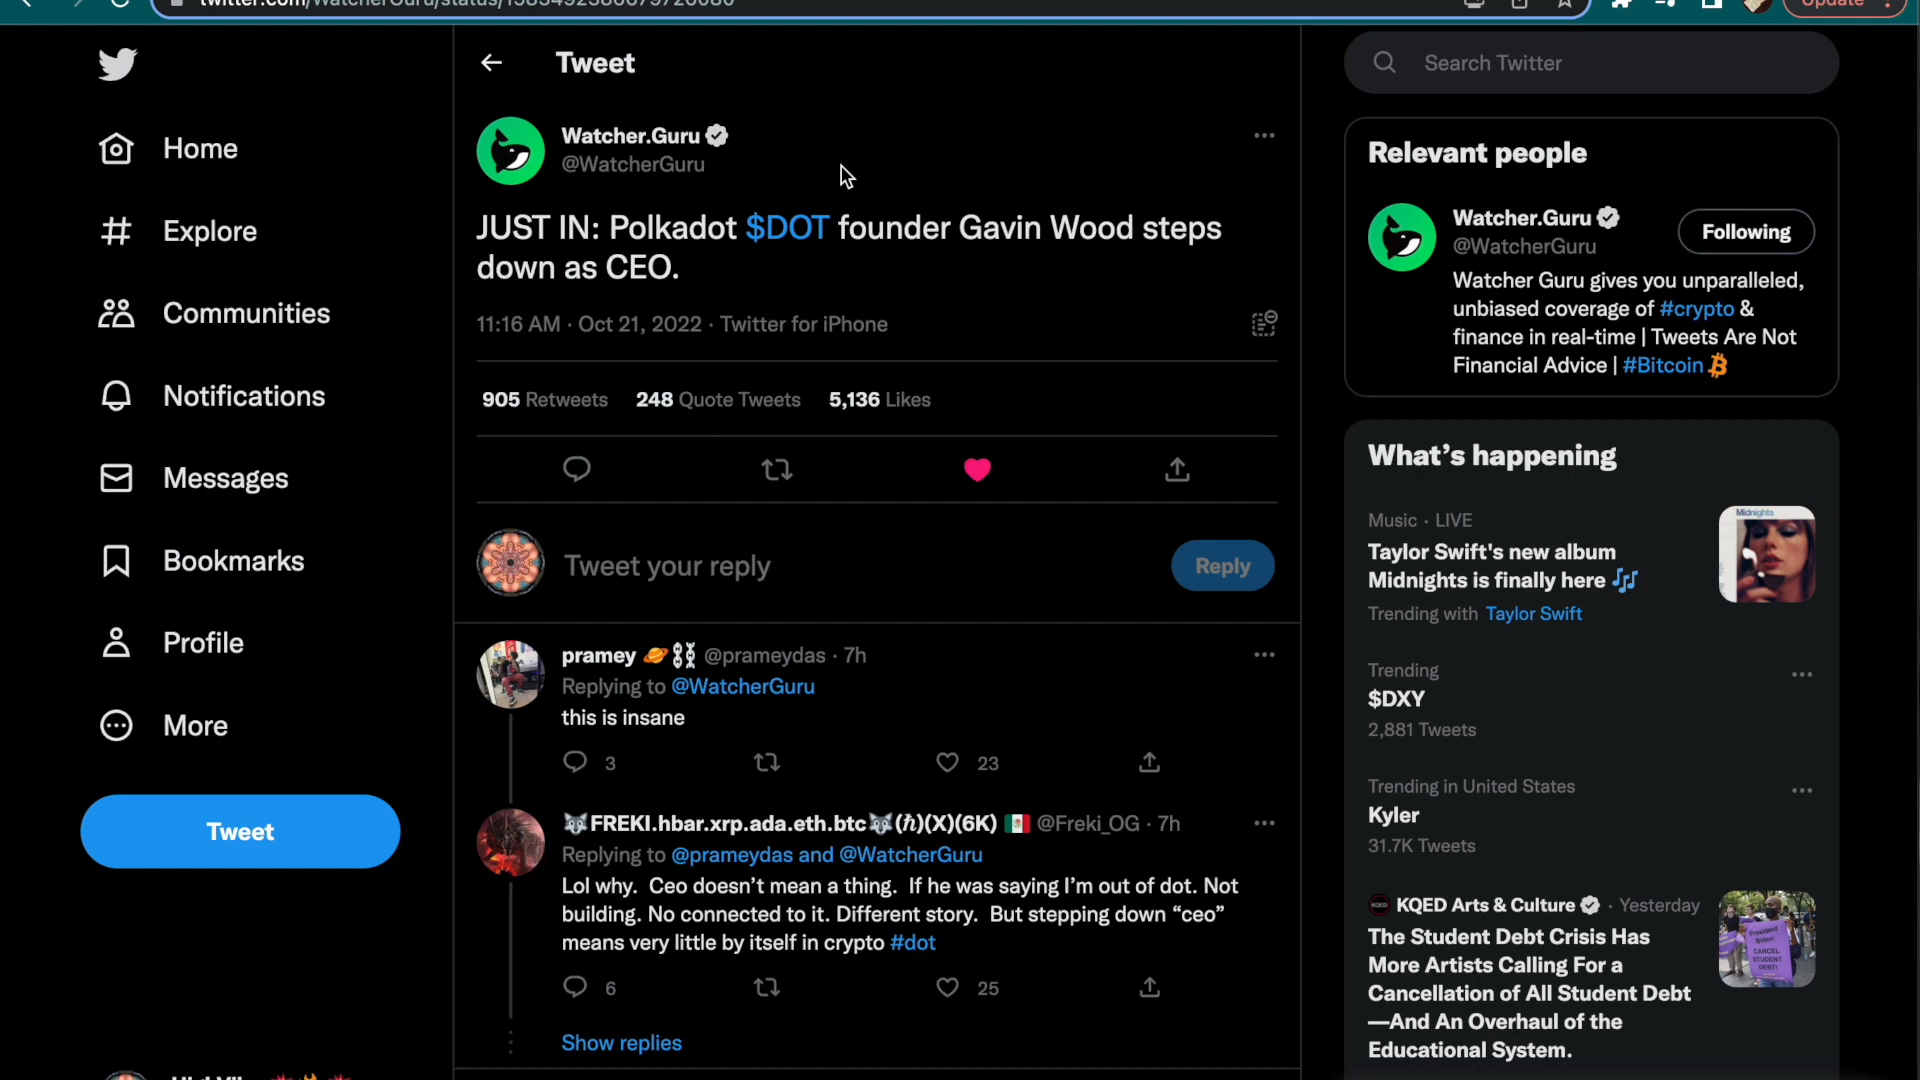 Update
Home
Explore
Communities
Notifications
Messages
Bookmarks
Profile
More
Tweet
Tweet
Watcher.Guru
@WatcherGuru
JUST IN: Polkadot $DOT founder Gavin Wood steps
down as CEO.
11:16 AM · Oct 21, 2022 · Twitter for iPhone
905 Retweets 248 Quote Tweets 5,136 Likes
Tweet your reply
Reply
pramey 🪐⛓️ @prameydas · 7h
Replying to @WatcherGuru
this is insane
3 23
🐺FREKI.hbar.xrp.ada.eth.btc🐺(ℏ)(X)(6K) 🇲🇽 @Freki_OG · 7h
Replying to @prameydas and @WatcherGuru
Lol why. Ceo doesn’t mean a thing. If he was saying I’m out of dot. Not
building. No connected to it. Different story. But stepping down “ceo”
means very little by itself in crypto #dot
6 25
Show replies
Search Twitter
Relevant people
Watcher.Guru
@WatcherGuru
Following
Watcher Guru gives you unparalleled,
unbiased coverage of #crypto &
finance in real-time | Tweets Are Not
Financial Advice | #Bitcoin
What’s happening
Music · LIVE
Taylor Swift's new album
Midnights is finally here 🎶
Trending with Taylor Swift
Midnights
Trending
$DXY
2,881 Tweets
Trending in United States
Kyler
31.7K Tweets
KQED Arts & Culture · Yesterday
The Student Debt Crisis Has
More Artists Calling For a
Cancellation of All Student Debt
—And An Overhaul of the
Educational System.
President
Biden:
CANCEL
STUDENT
DEBT!